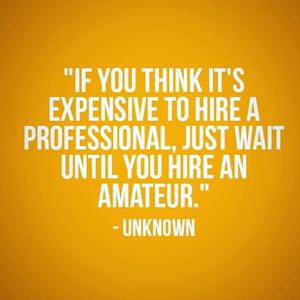 "IF YOU THINK IT'S
EXPENSIVE TO HIRE A
PROFESSIONAL, JUST WAIT
UNTIL YOU HIRE AN
AMATEUR."
- UNKNOWN